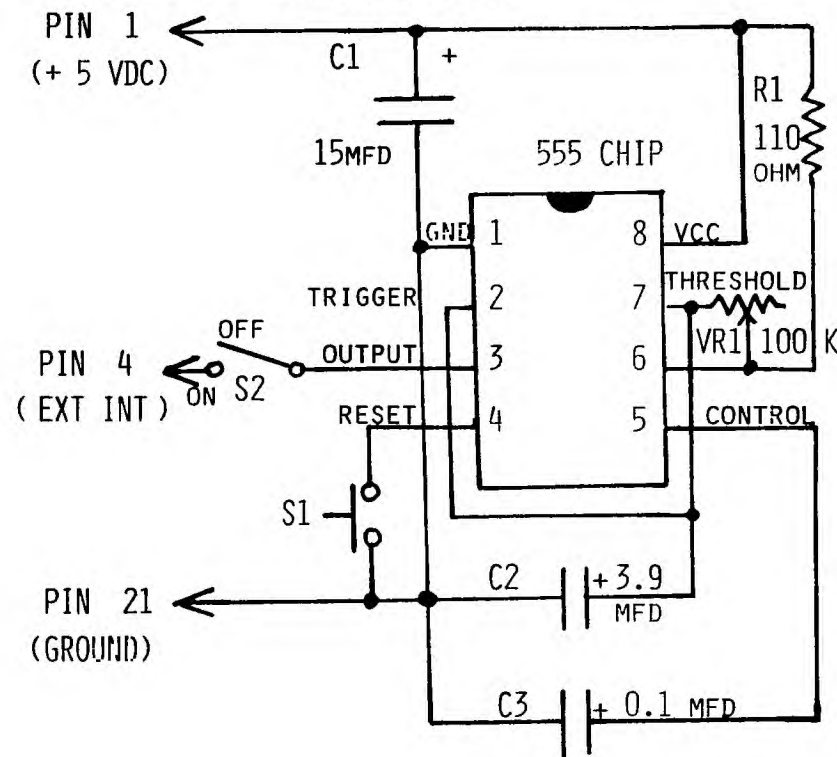 PIN 1
(+ 5 VDC)
C1 +
15MFD
R1
110
OHM
555 CHIP
GND 1
8 VCC
TRIGGER 2
7 THRESHOLD
VR1 100 K
OFF
PIN 4
(EXT INT)
ON S2
OUTPUT 3
6
RESET 4
5 CONTROL
S1
PIN 21
(GROUND)
C2 + 3.9
MFD
C3 + 0.1 MFD